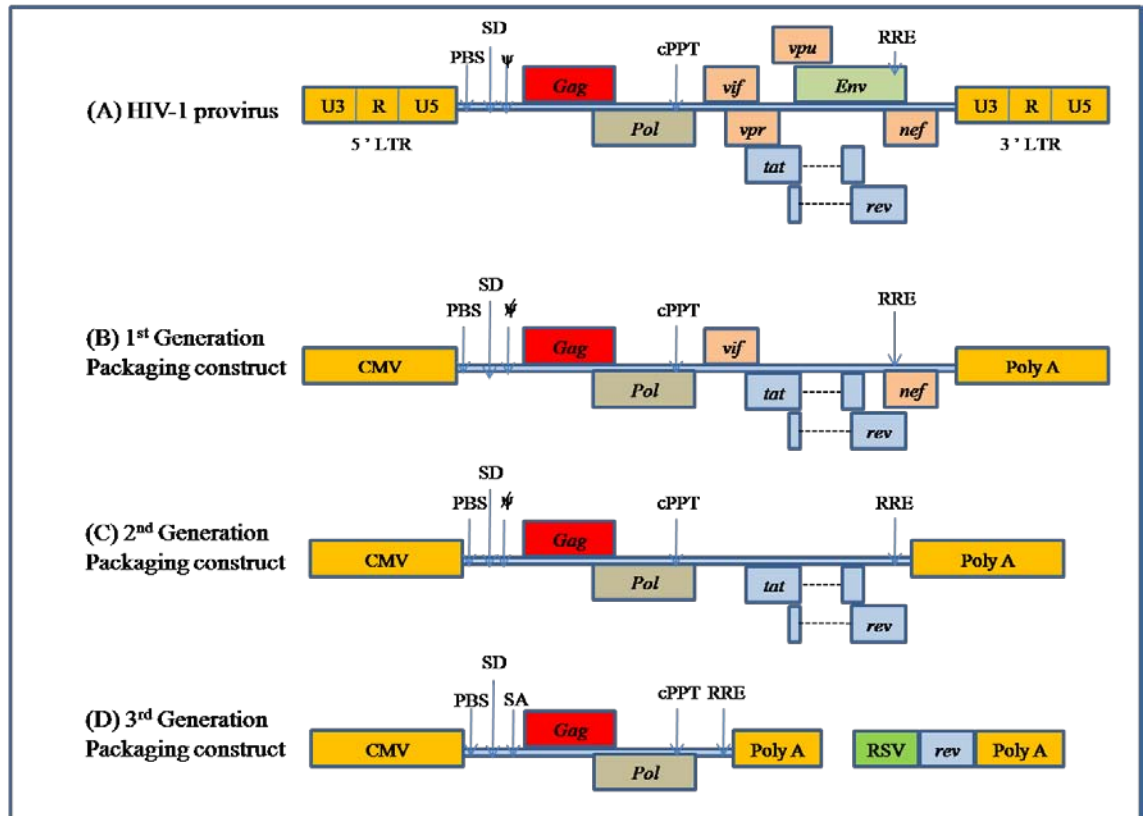 SD
PBS
ψ
cPPT
vpu
RRE
(A) HIV-1 provirus
U3 R U5
Gag
vif
Env
U3 R U5
5 ’ LTR
Pol
vpr
nef
3 ’ LTR
tat
rev
SD
PBS
ψ
cPPT
RRE
(B) 1st Generation
Packaging construct
CMV
Gag
vif
Poly A
Pol
tat
nef
rev
SD
PBS
ψ
cPPT
RRE
(C) 2nd Generation
Packaging construct
CMV
Gag
Poly A
Pol
tat
rev
SD
PBS
SA
cPPT RRE
(D) 3rd Generation
Packaging construct
CMV
Gag
Poly A
RSV rev Poly A
Pol